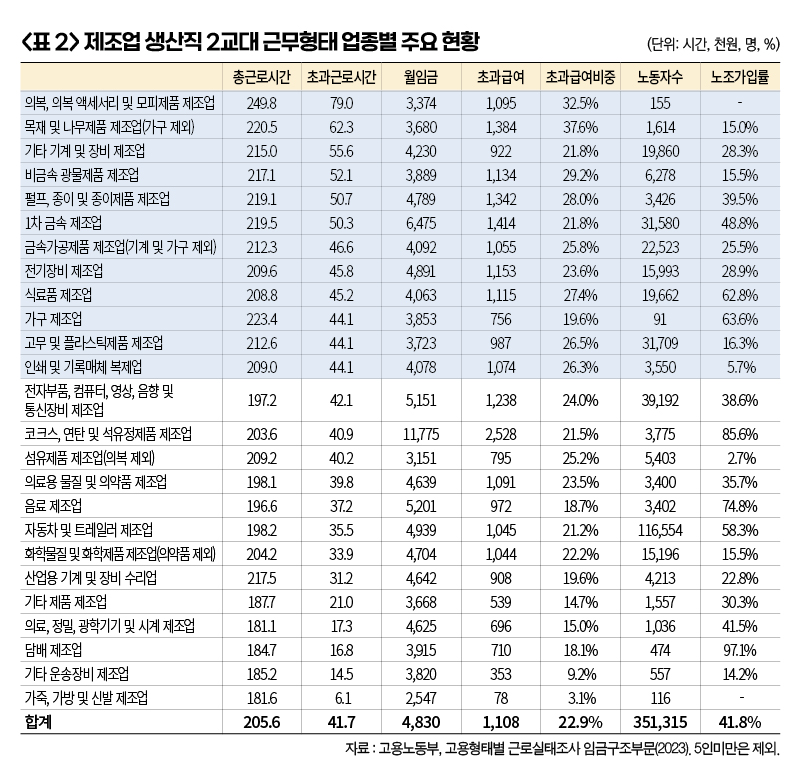 <표 2> 제조업 생산직 2교대 근무형태 업종별 주요 현황
(단위: 시간, 천원, 명, %)
총근로시간 초과근로시간 월임금 초과급여 초과급여비중 노동자수 노조가입률
의복, 의복 액세서리 및 모피제품 제조업 249.8 79.0 3,374 1,095 32.5% 155 -
목재 및 나무제품 제조업(가구 제외) 220.5 62.3 3,680 1,384 37.6% 1,614 15.0%
기타 기계 및 장비 제조업 215.0 55.6 4,230 922 21.8% 19,860 28.3%
비금속 광물제품 제조업 217.1 52.1 3,889 1,134 29.2% 6,278 15.5%
펄프, 종이 및 종이제품 제조업 219.1 50.7 4,789 1,342 28.0% 3,426 39.5%
1차 금속 제조업 219.5 50.3 6,475 1,414 21.8% 31,580 48.8%
금속가공제품 제조업(기계 및 가구 제외) 212.3 46.6 4,092 1,055 25.8% 22,523 25.5%
전기장비 제조업 209.6 45.8 4,891 1,153 23.6% 15,993 28.9%
식료품 제조업 208.8 45.2 4,063 1,115 27.4% 19,662 62.8%
가구 제조업 223.4 44.1 3,853 756 19.6% 91 63.6%
고무 및 플라스틱제품 제조업 212.6 44.1 3,723 987 26.5% 31,709 16.3%
인쇄 및 기록매체 복제업 209.0 44.1 4,078 1,074 26.3% 3,550 5.7%
전자부품, 컴퓨터, 영상, 음향 및
통신장비 제조업 197.2 42.1 5,151 1,238 24.0% 39,192 38.6%
코크스, 연탄 및 석유정제품 제조업 203.6 40.9 11,775 2,528 21.5% 3,775 85.6%
섬유제품 제조업(의복 제외) 209.2 40.2 3,151 795 25.2% 5,403 2.7%
의료용 물질 및 의약품 제조업 198.1 39.8 4,639 1,091 23.5% 3,400 35.7%
음료 제조업 196.6 37.2 5,201 972 18.7% 3,402 74.8%
자동차 및 트레일러 제조업 198.2 35.5 4,939 1,045 21.2% 116,554 58.3%
화학물질 및 화학제품 제조업(의약품 제외) 204.2 33.9 4,704 1,044 22.2% 15,196 15.5%
산업용 기계 및 장비 수리업 217.5 31.2 4,642 908 19.6% 4,213 22.8%
기타 제품 제조업 187.7 21.0 3,668 539 14.7% 1,557 30.3%
의료, 정밀, 광학기기 및 시계 제조업 181.1 17.3 4,625 696 15.0% 1,036 41.5%
담배 제조업 184.7 16.8 3,915 710 18.1% 474 97.1%
기타 운송장비 제조업 185.2 14.5 3,820 353 9.2% 557 14.2%
가죽, 가방 및 신발 제조업 181.6 6.1 2,547 78 3.1% 116 -
합계 205.6 41.7 4,830 1,108 22.9% 351,315 41.8%
자료 : 고용노동부, 고용형태별 근로실태조사 임금구조부문(2023). 5인미만은 제외.